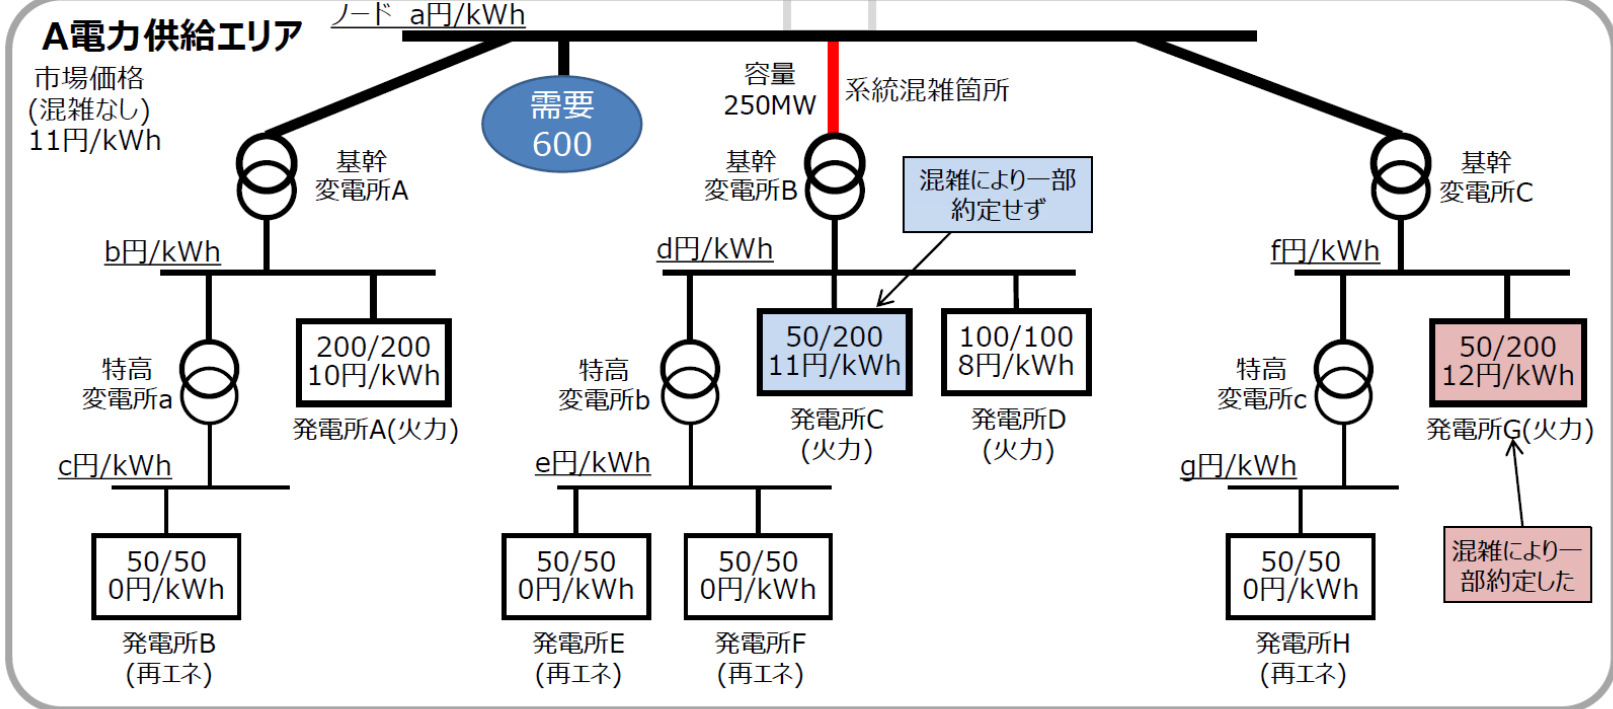 ノード a円/kWh
A電力供給エリア
市場価格
(混雑なし)
11円/kWh
需要
600
容量
250MW
系統混雑箇所
基幹
変電所A
基幹
変電所B
混雑により一部
約定せず
基幹
変電所C
b円/kWh
d円/kWh
f円/kWh
特高
変電所a
200/200
10円/kWh
発電所A(火力)
特高
変電所b
50/200
11円/kWh
発電所C
(火力)
100/100
8円/kWh
発電所D
(火力)
特高
変電所c
50/200
12円/kWh
発電所G(火力)
c円/kWh
e円/kWh
g円/kWh
50/50
0円/kWh
発電所B
(再エネ)
50/50
0円/kWh
発電所E
(再エネ)
50/50
0円/kWh
発電所F
(再エネ)
50/50
0円/kWh
発電所H
(再エネ)
混雑により一
部約定した